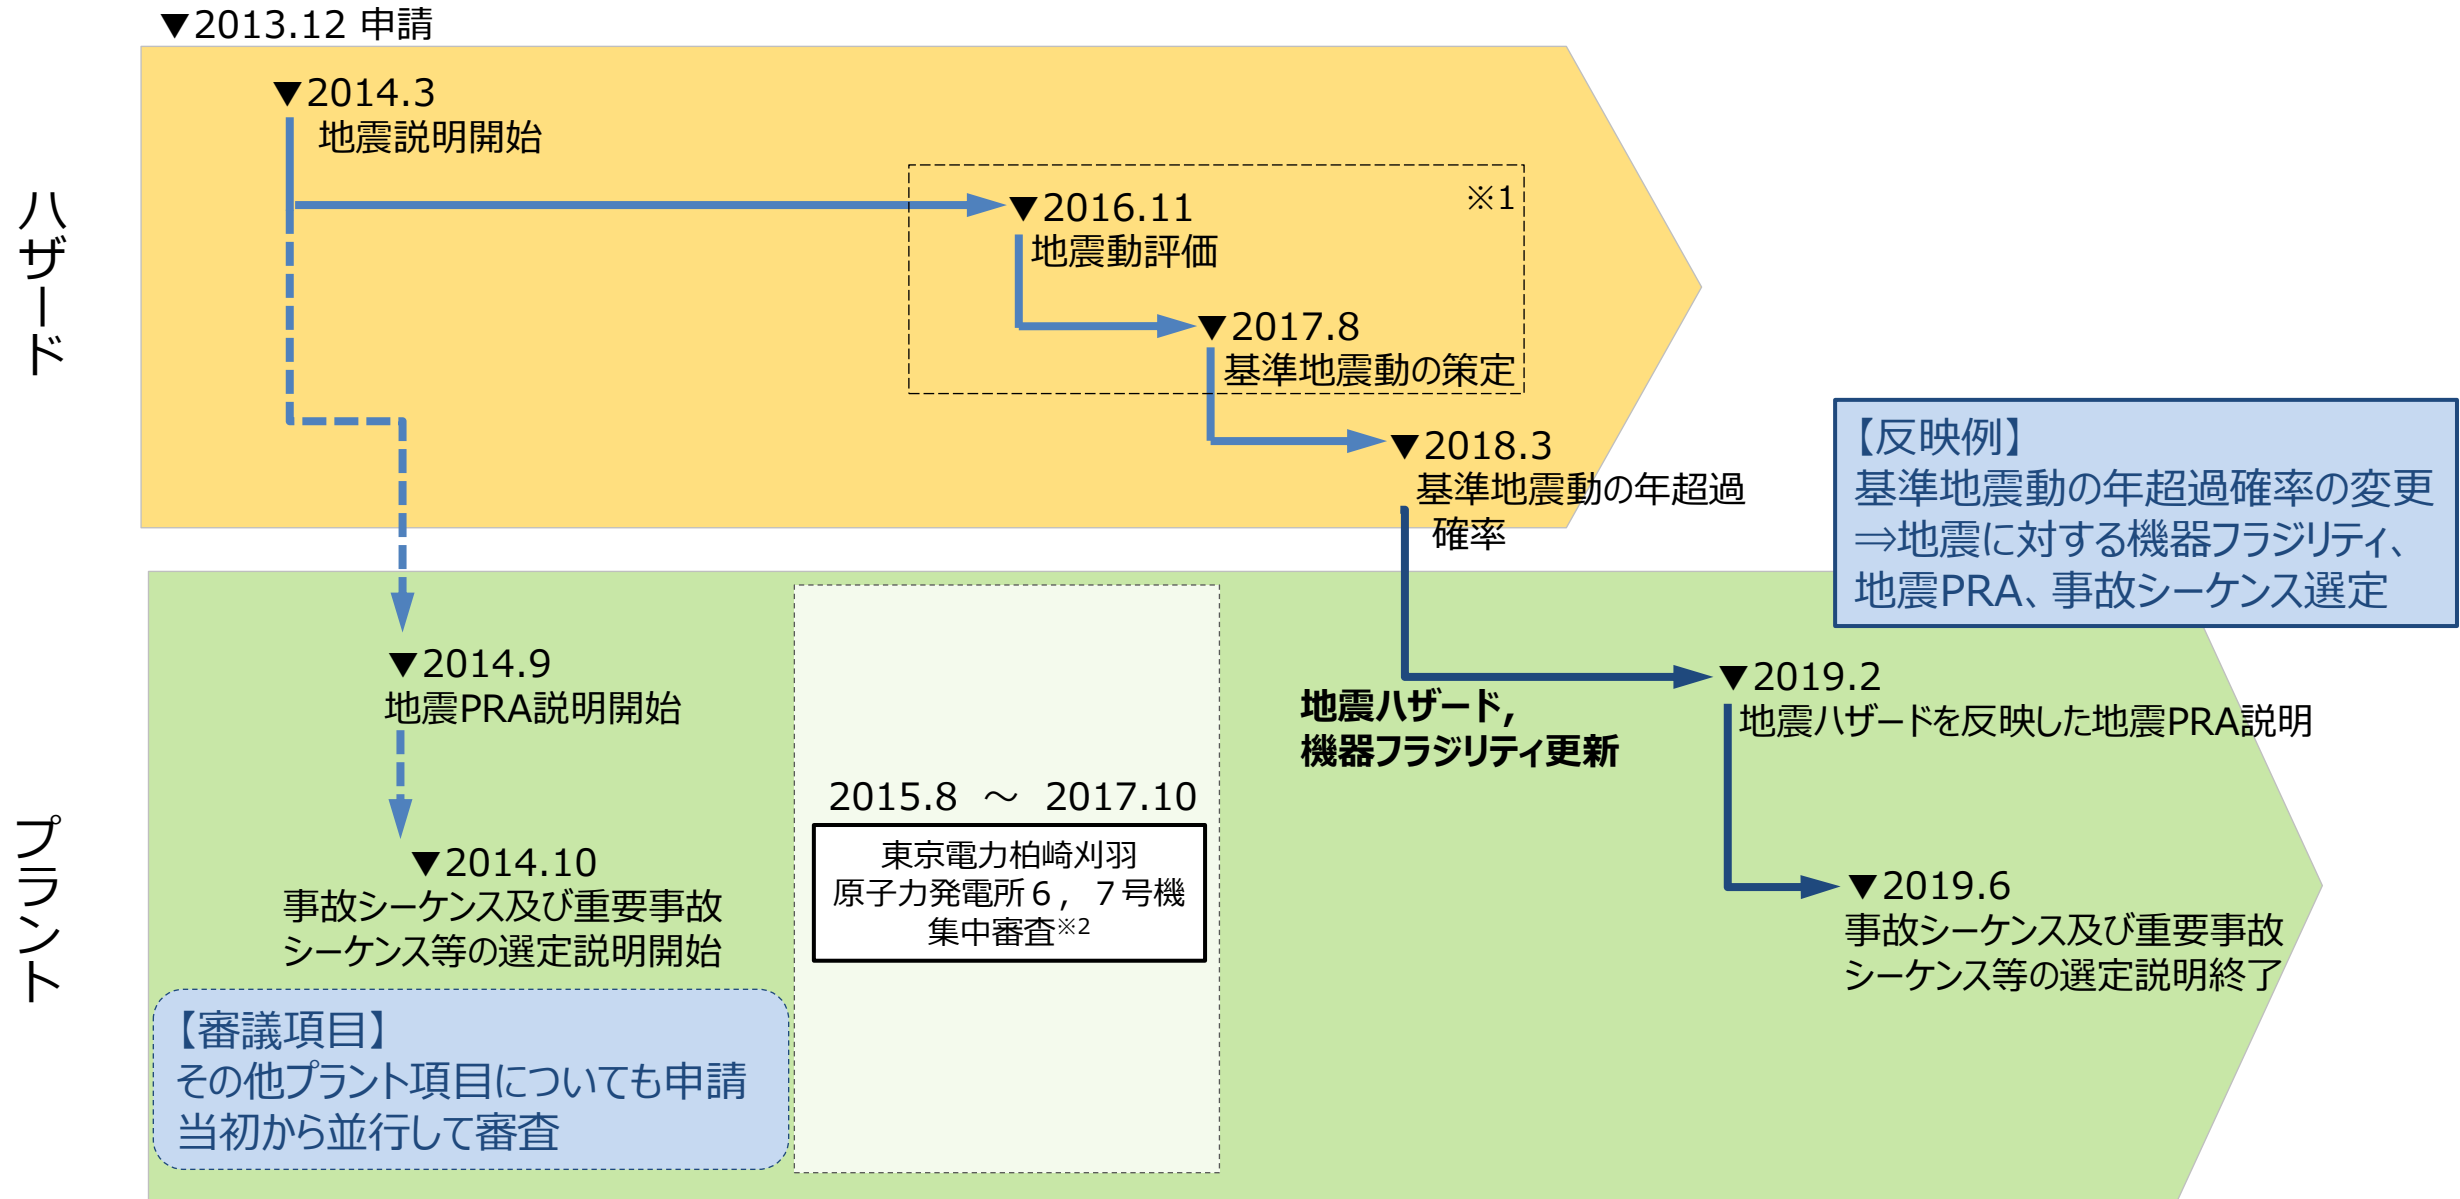 ▼2013.12 申請
ハザード
▼2014.3
地震説明開始
※1
▼2016.11
地震動評価
▼2017.8
基準地震動の策定
▼2018.3
基準地震動の年超過
確率
【反映例】
基準地震動の年超過確率の変更
⇒地震に対する機器フラジリティ、
地震PRA、事故シーケンス選定
プラント
▼2014.9
地震PRA説明開始
▼2014.10
事故シーケンス及び重要事故
シーケンス等の選定説明開始
【審議項目】
その他プラント項目についても申請
当初から並行して審査
2015.8 ～ 2017.10
東京電力柏崎刈羽
原子力発電所６，７号機
集中審査※2
地震ハザード,
機器フラジリティ更新
▼2019.2
地震ハザードを反映した地震PRA説明
▼2019.6
事故シーケンス及び重要事故
シーケンス等の選定説明終了